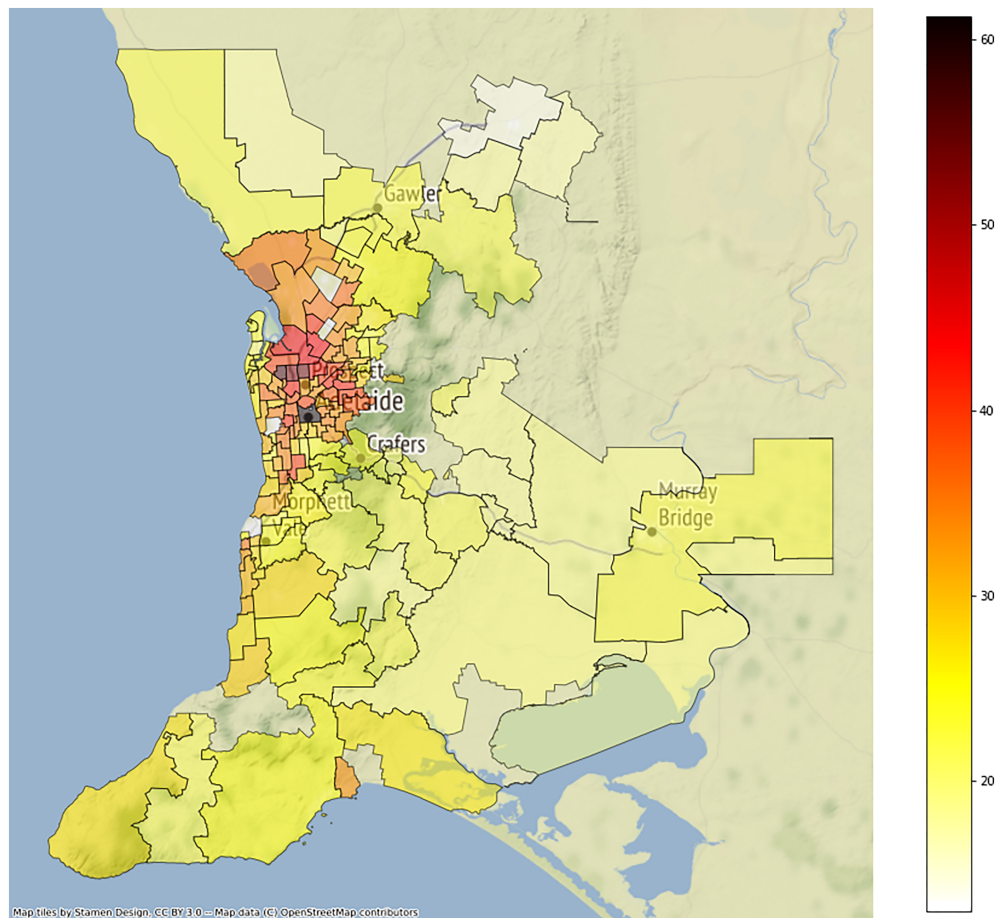 60
50
Gawler
Prospect
Adelaide
40
Crafers
Murray
Bridge
Morphett
Vale
30
20
Map tiles by Stamen Design, CC BY 3.0 -- Map data (C) OpenStreetMap contributors